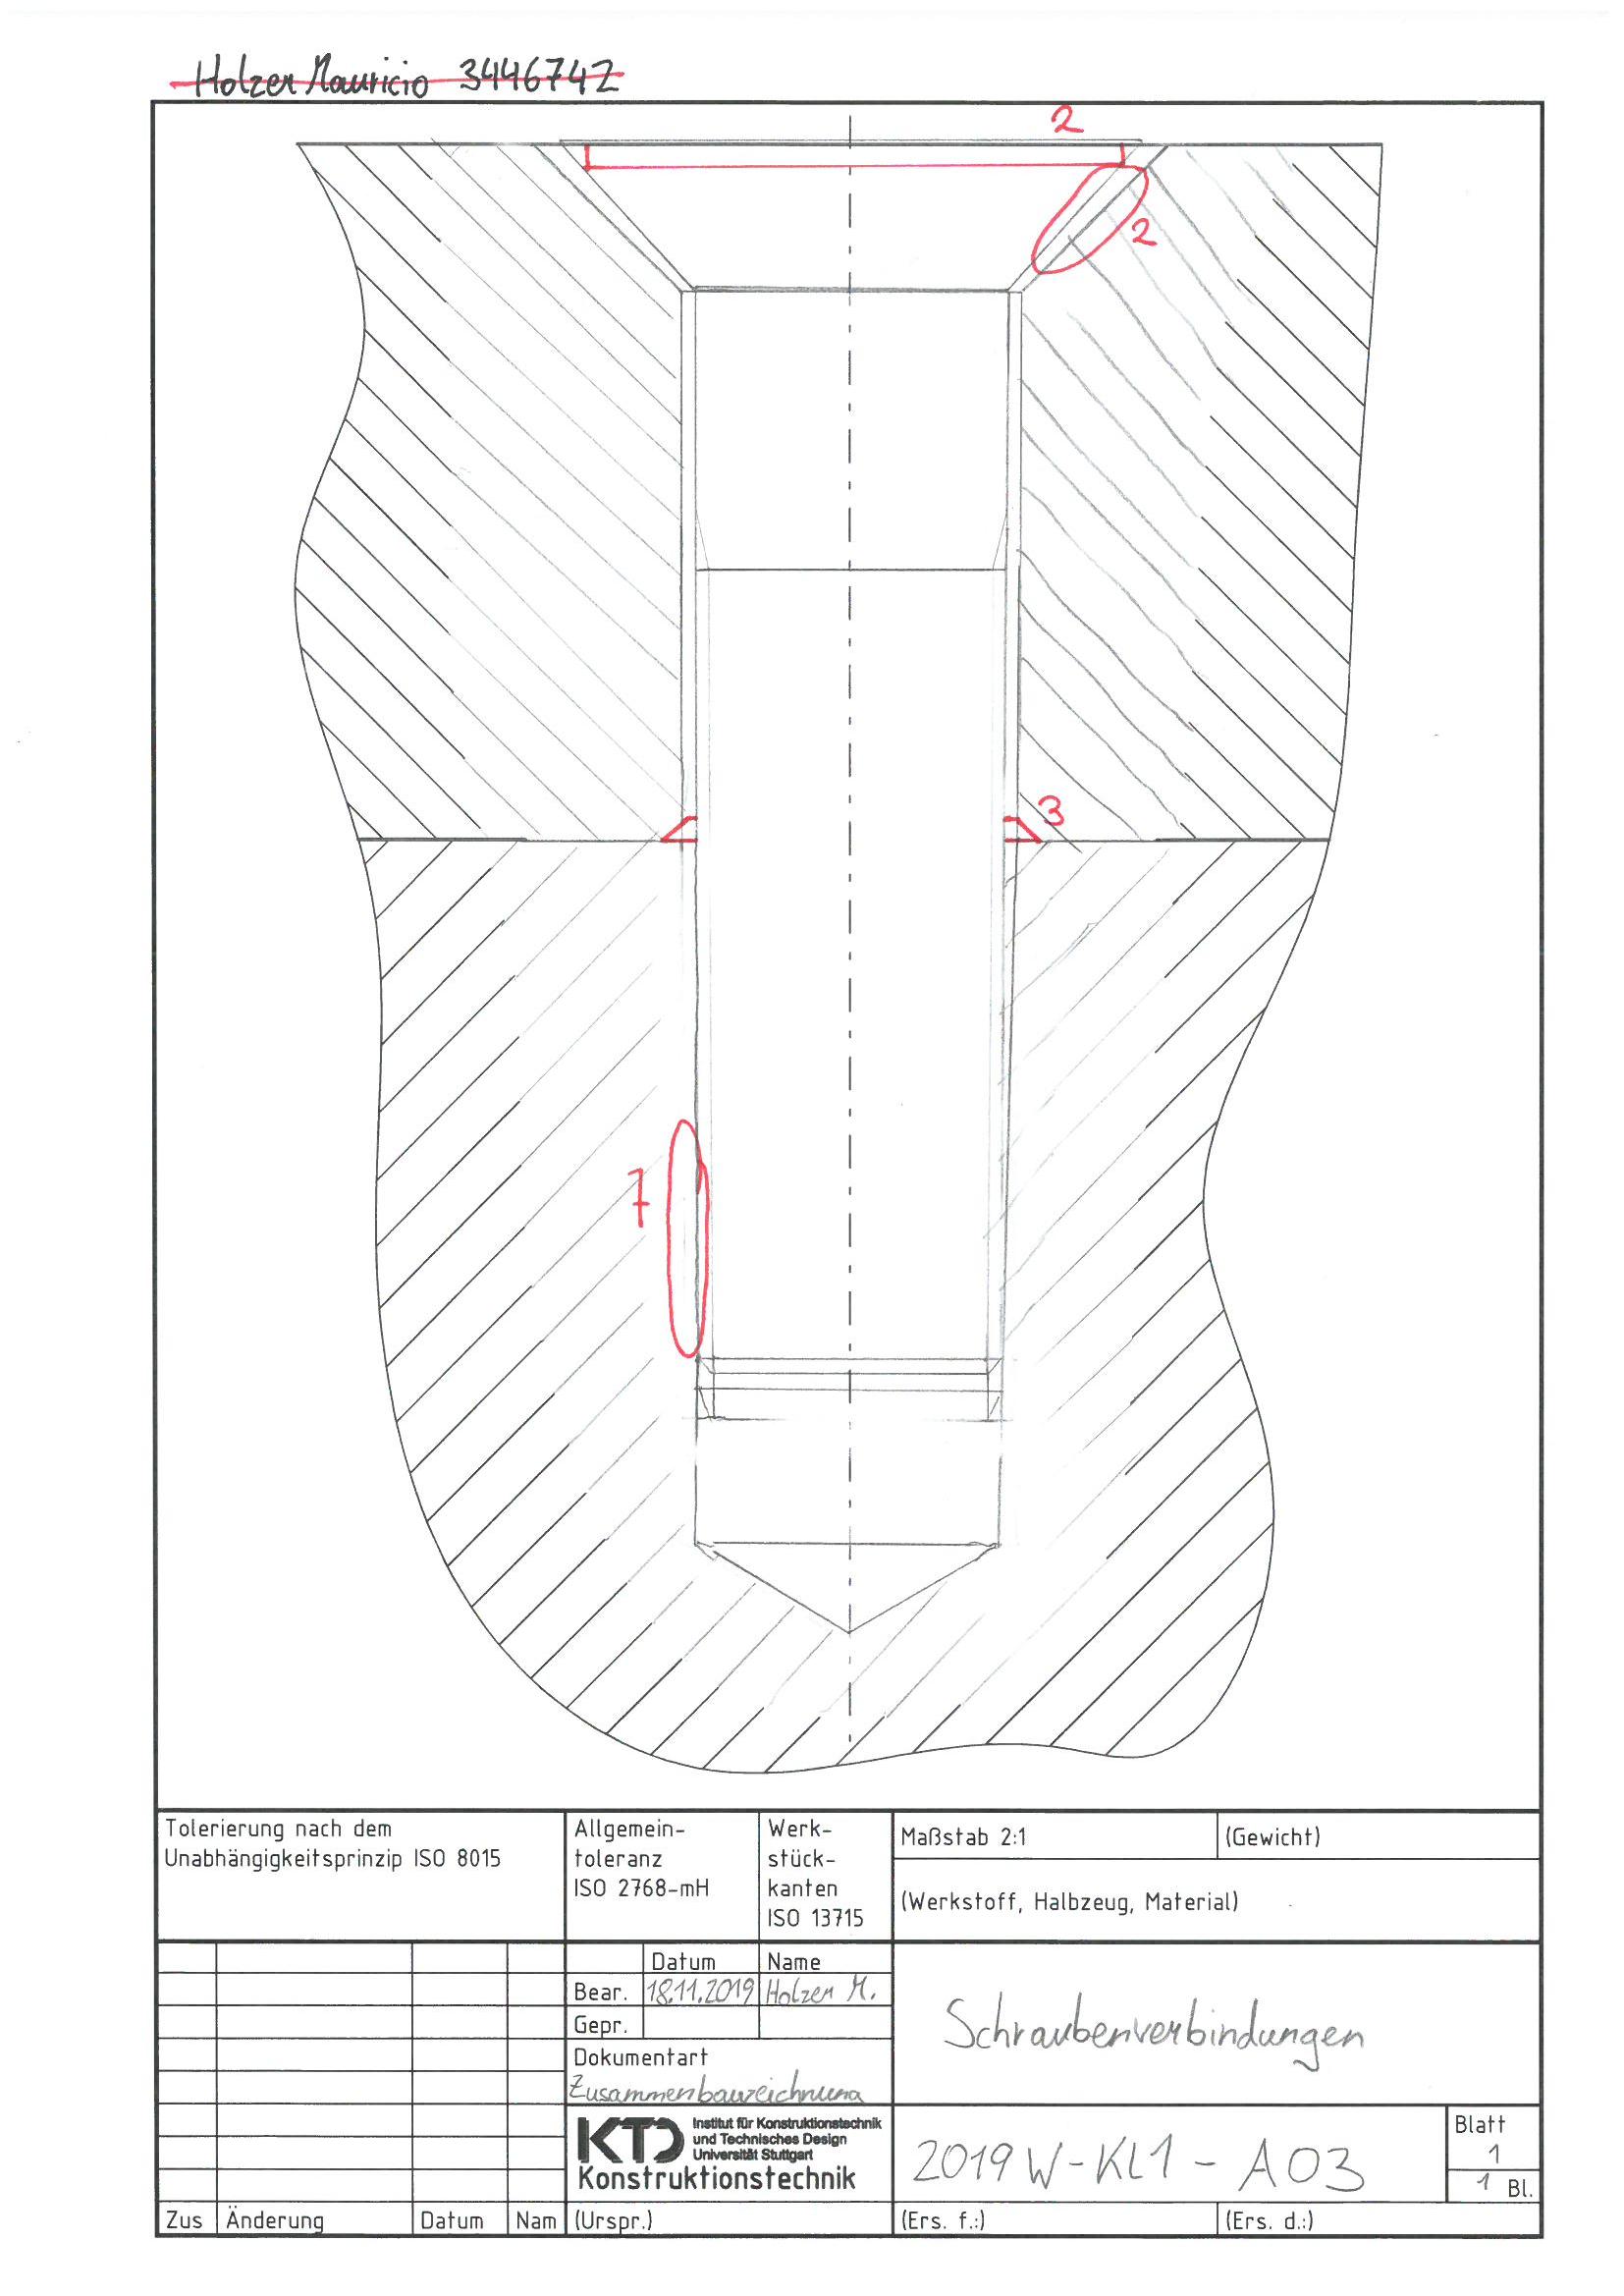 Holzer Mauricio 3446742
2
2
3
7
Tolerierung nach dem
Unabhängigkeitsprinzip ISO 8015
Allgemein-
toleranz
ISO 2768-mH
Werk-
stück-
kanten
ISO 13715
Maßstab 2:1
(Gewicht)
(Werkstoff, Halbzeug, Material)
Datum
Name
Bear.
18.11.2019
Holzer M.
Gepr.
Dokumentart
Zusammenbauzeichnung
Schraubenverbindungen
KTD
Institut für Konstruktionstechnik
und Technisches Design
Universität Stuttgart
Konstruktionstechnik
2019W-KL1-A03
Blatt
1
1 Bl.
Zus
Änderung
Datum
Nam
(Urspr.)
(Ers. f.:)
(Ers. d.:)